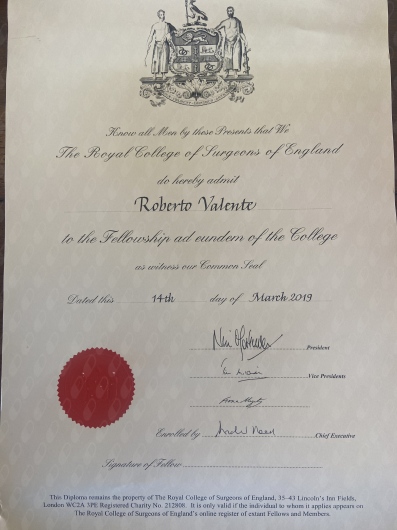 Know all Men by these Presents that We
The Royal College of Surgeons of England
do hereby admit
Roberto Valente
to the Fellowship ad eundem of the College
as witness our Common Seal
Dated this 14th day of March 2019
President
Vice Presidents
Enrolled by Chief Executive
Signature of Fellow
This Diploma remains the property of The Royal College of Surgeons of England, 35–43 Lincoln's Inn Fields,
London WC2A 3PE Registered Charity No. 212808. It is only valid if the individual to whom it applies appears on
The Royal College of Surgeons of England's online register of extant Fellows and Members.